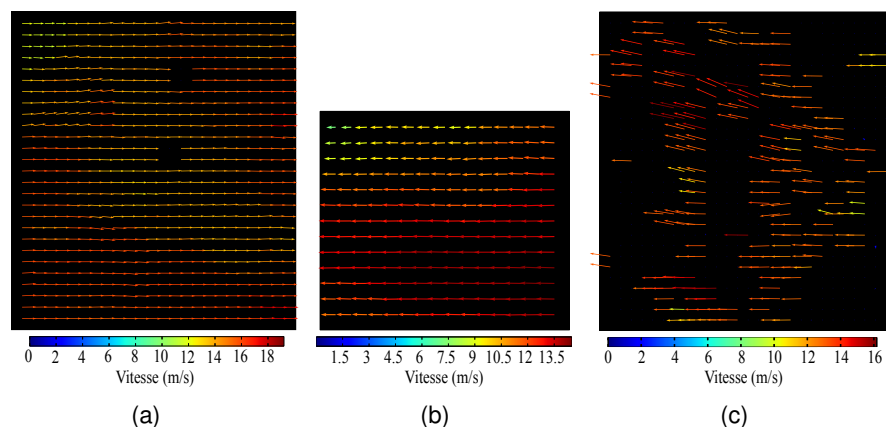 0 2 4 6 8 10 12 14 16 18
Vitesse (m/s)
(a)
1.5 3 4.5 6 7.5 9 10.5 12 13.5
Vitesse (m/s)
(b)
0 2 4 6 8 10 12 14 16
Vitesse (m/s)
(c)